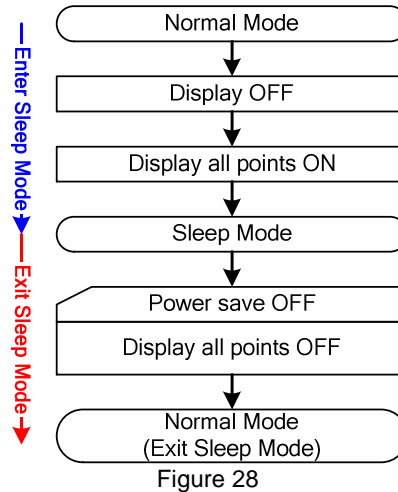 Normal Mode
Display OFF
Display all points ON
Sleep Mode
Power save OFF
Display all points OFF
Normal Mode
(Exit Sleep Mode)
Enter Sleep Mode
Exit Sleep Mode
Figure 28